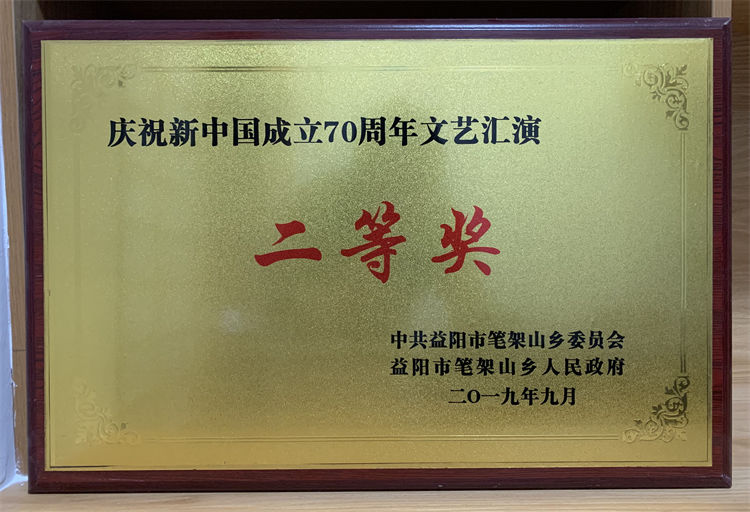 庆祝新中国成立70周年文艺汇演
二等奖
中共益阳市笔架山乡委员会
益阳市笔架山乡人民政府
二O一九年九月